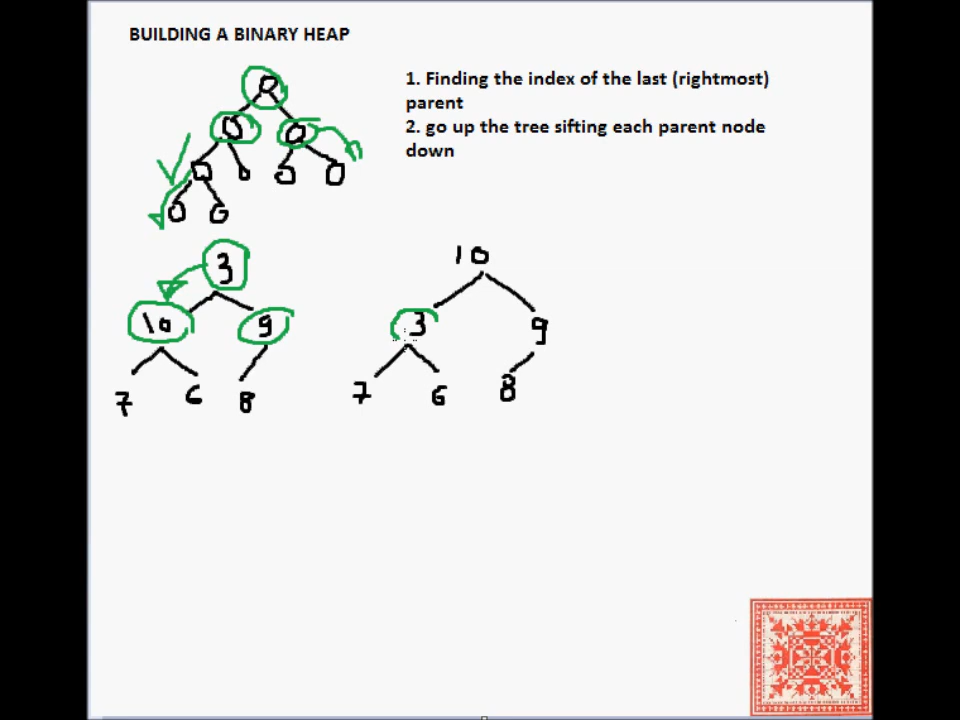 BUILDING A BINARY HEAP
1. Finding the index of the last (rightmost)
parent
2. go up the tree sifting each parent node
down
3
10 9
7 6 8
10
3 9
7 6 8